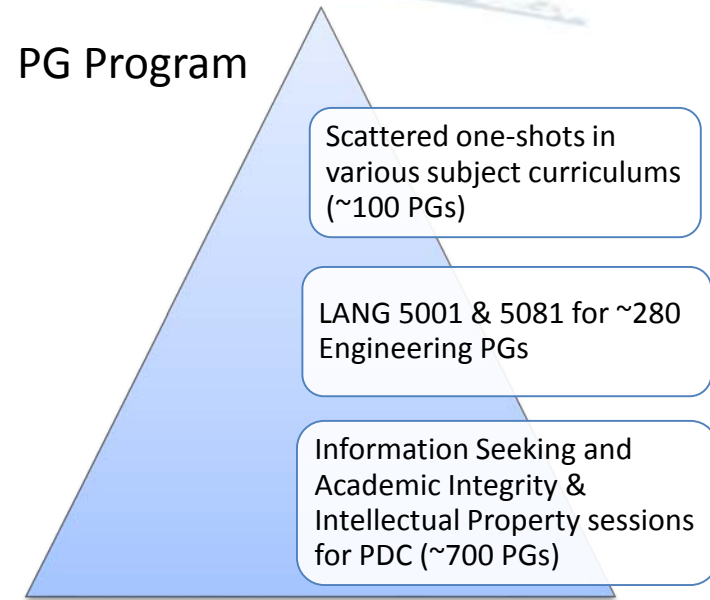 PG Program
Scattered one-shots in
various subject curriculums
(~100 PGs)
LANG 5001 & 5081 for ~280
Engineering PGs
Information Seeking and
Academic Integrity &
Intellectual Property sessions
for PDC (~700 PGs)